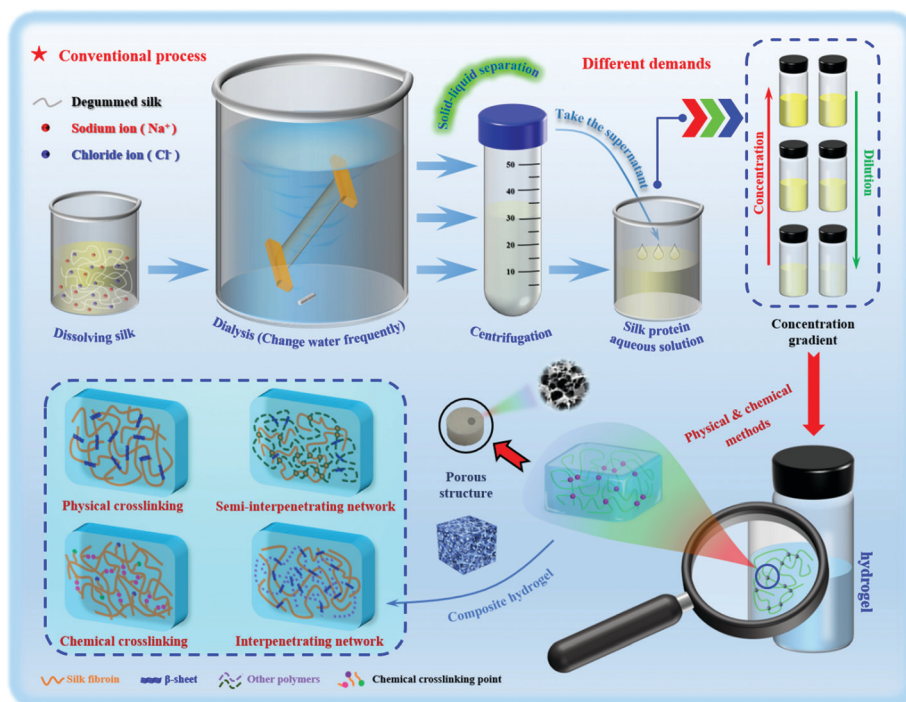 ★ Conventional process
Degummed silk
Sodium ion ( Na⁺)
Chloride ion ( Cl⁻ )
Dissolving silk
Dialysis (Change water frequently)
Solid-liquid separation
50
40
30
20
10
Centrifugation
Take the supernatant
Silk protein
aqueous solution
Different demands
Concentration
Dilution
Concentration
gradient
Physical & chemical
methods
hydrogel
Porous
structure
Composite hydrogel
Physical crosslinking
Semi-interpenetrating network
Chemical crosslinking
Interpenetrating network
Silk fibroin
β-sheet
Other polymers
Chemical crosslinking point